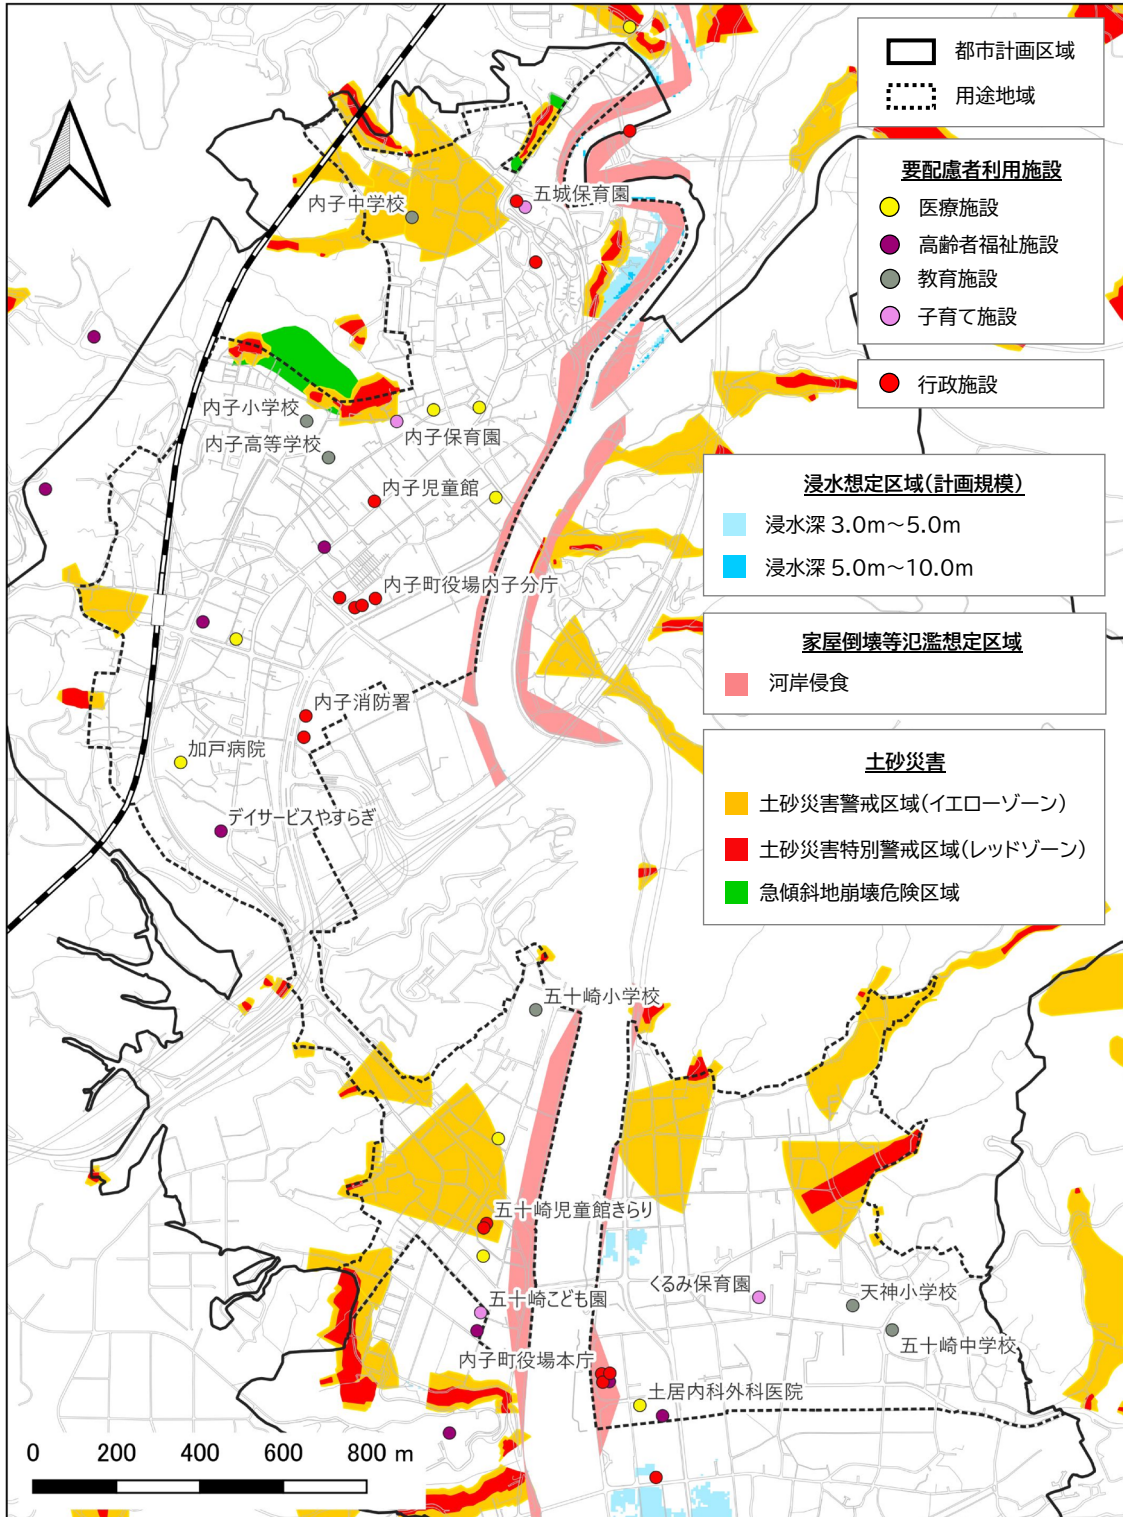 都市計画区域
用途地域
要配慮者利用施設
医療施設
高齢者福祉施設
教育施設
子育て施設
行政施設
浸水想定区域(計画規模)
浸水深 3.0m～5.0m
浸水深 5.0m～10.0m
家屋倒壊等氾濫想定区域
河岸侵食
土砂災害
土砂災害警戒区域(イエローゾーン)
土砂災害特別警戒区域(レッドゾーン)
急傾斜地崩壊危険区域
五城保育園
内子中学校
内子小学校
内子保育園
内子高等学校
内子児童館
内子町役場内子分庁
内子消防署
加戸病院
デイサービスやすらぎ
五十崎小学校
五十崎児童館きらり
くるみ保育園
天神小学校
五十崎こども園
五十崎中学校
内子町役場本庁
土居内科外科医院
0 200 400 600 800 m